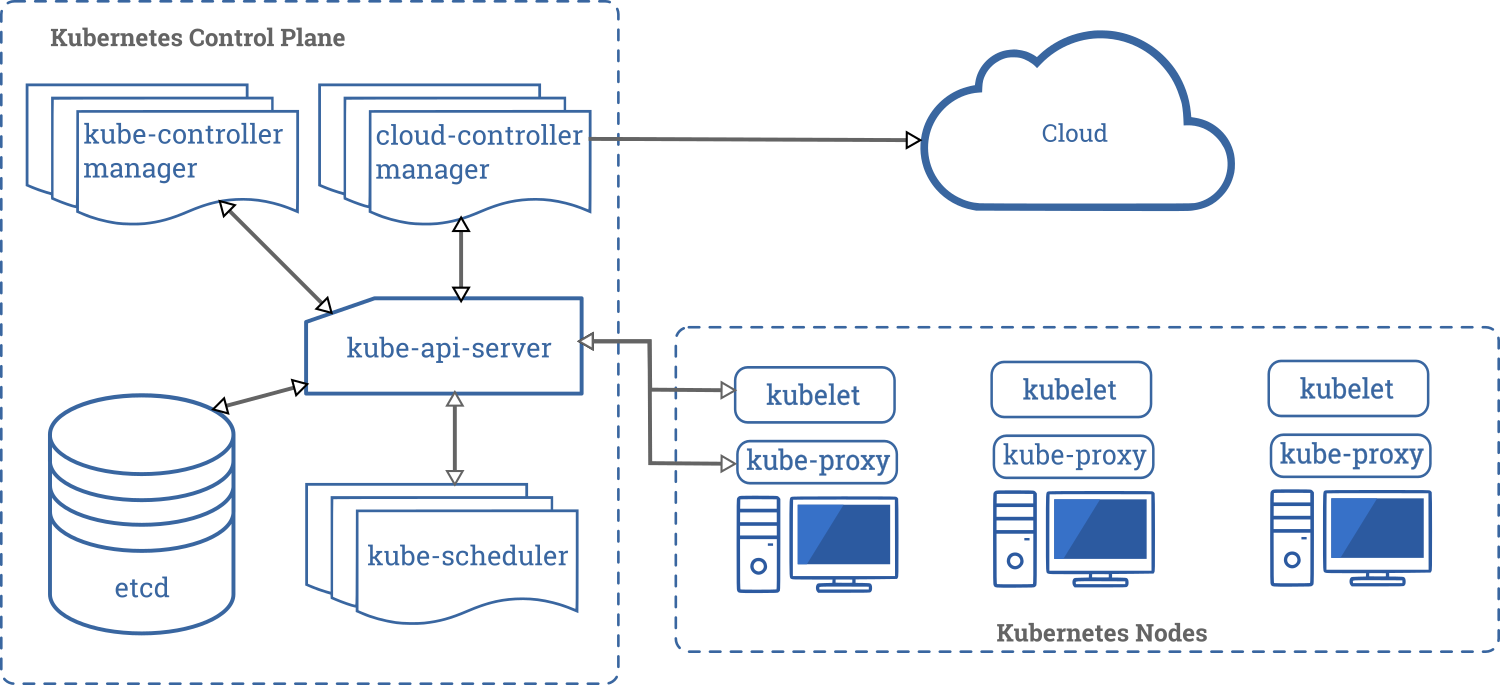 Kubernetes Control Plane
kube-controller
manager
cloud-controller
manager
Cloud
kube-api-server
etcd
kube-scheduler
kubelet
kube-proxy
kubelet
kube-proxy
kubelet
kube-proxy
Kubernetes Nodes